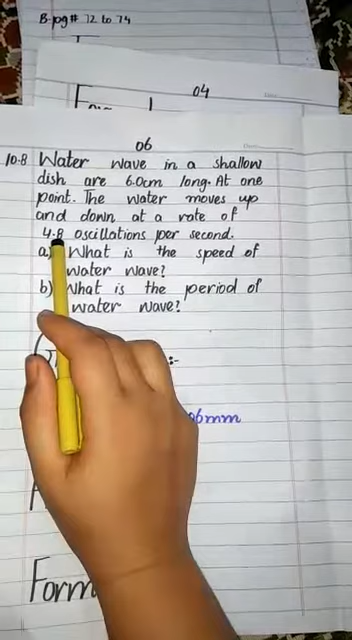 B-pg# 72 to 74
04
06
10.8 Water wave in a shallow
dish are 6.0cm long. At one
point. The water moves up
and down at a rate of
4.8 oscillations per second.
a) What is the speed of
water wave?
b) What is the period of
water wave?
:-
06mm
Form